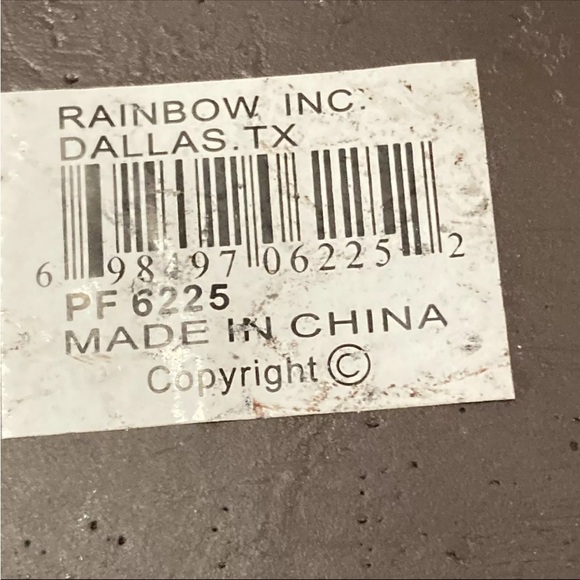 RAINBOW INC.
DALLAS.TX
6 98497 06225 2
PF 6225
MADE IN CHINA
Copyright ©